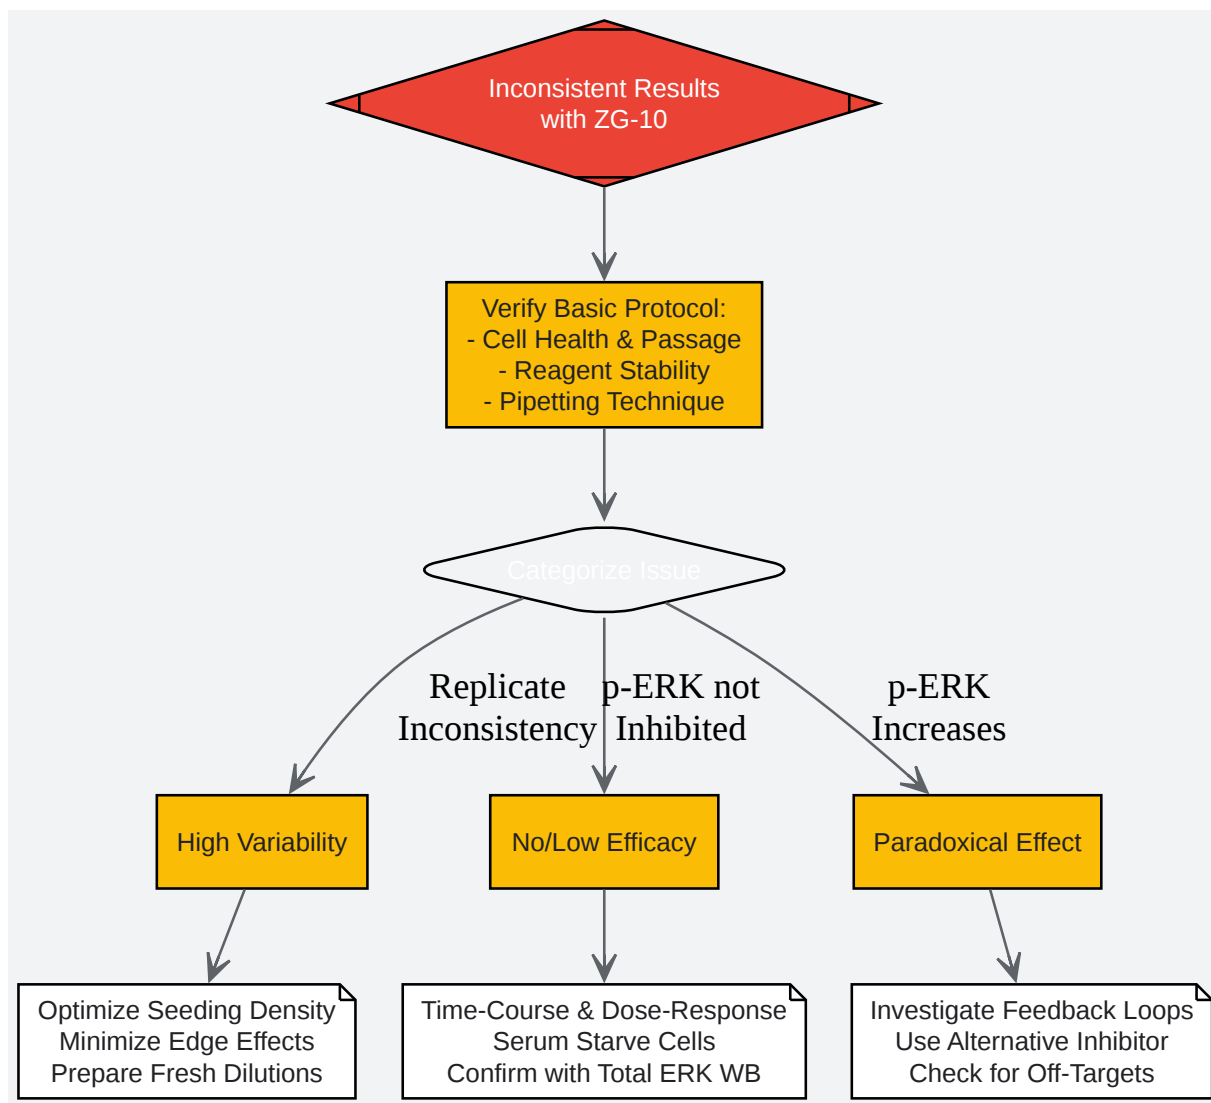 Inconsistent Results
with ZG-10
Verify Basic Protocol:
- Cell Health & Passage
- Reagent Stability
- Pipetting Technique
Categorize Issue
Replicate
Inconsistency
p-ERK not
Inhibited
p-ERK
Increases
High Variability
No/Low Efficacy
Paradoxical Effect
Optimize Seeding Density
Minimize Edge Effects
Prepare Fresh Dilutions
Time-Course & Dose-Response
Serum Starve Cells
Confirm with Total ERK WB
Investigate Feedback Loops
Use Alternative Inhibitor
Check for Off-Targets